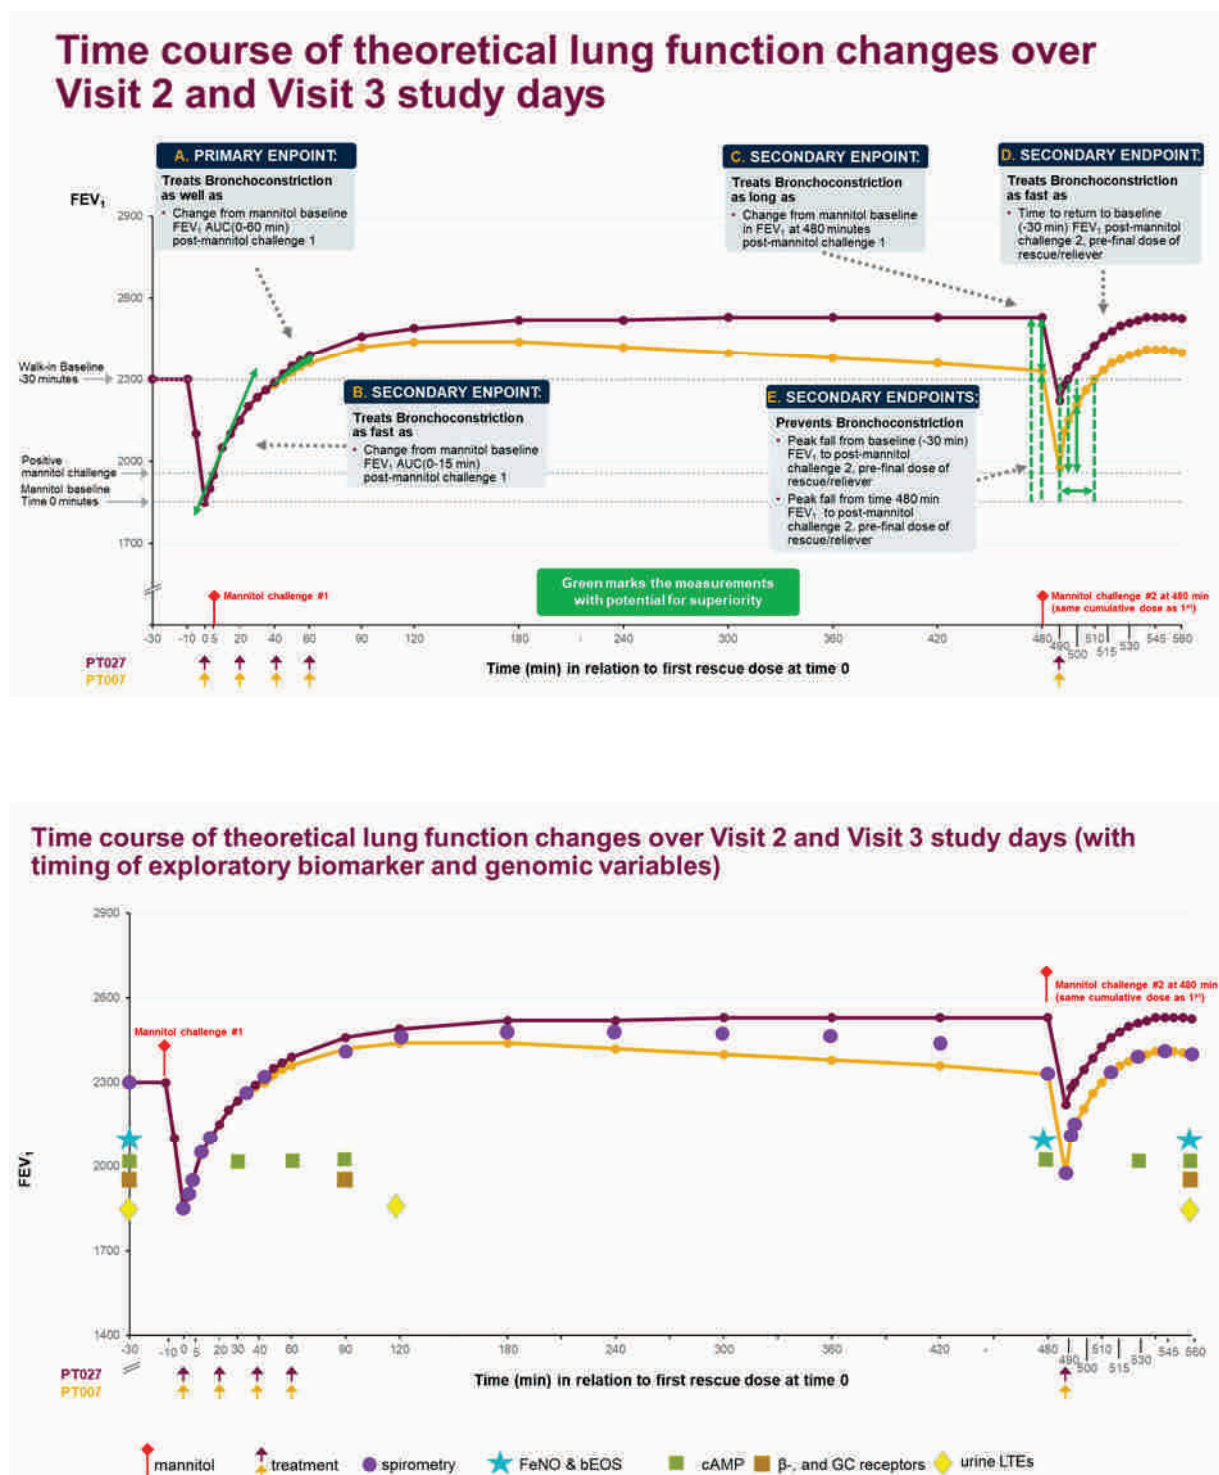 Time course of theoretical lung function changes over
Visit 2 and Visit 3 study days
A. PRIMARY ENPOINT:
Treats Bronchoconstriction
as well as
• Change from mannitol baseline
FEV₁ AUC(0-60 min)
post-mannitol challenge 1
C. SECONDARY ENPOINT:
Treats Bronchoconstriction
as long as
• Change from mannitol baseline
in FEV₁ at 480 minutes
post-mannitol challenge 1
D. SECONDARY ENDPOINT:
Treats Bronchoconstriction
as fast as
• Time to return to baseline
(-30 min) FEV₁ post-mannitol
challenge 2, pre-final dose of
rescue/reliever
FEV₁
2900
2600
Walk-in Baseline
-30 minutes
2300
B. SECONDARY ENPOINT:
Treats Bronchoconstriction
as fast as
• Change from mannitol baseline
FEV₁ AUC(0-15 min)
post-mannitol challenge 1
E. SECONDARY ENDPOINTS:
Prevents Bronchoconstriction
• Peak fall from baseline (-30 min)
FEV₁ to post-mannitol
challenge 2, pre-final dose of
rescue/reliever
• Peak fall from time 480 min
FEV₁ to post-mannitol
challenge 2, pre-final dose of
rescue/reliever
Positive
mannitol challenge
2000
Mannitol baseline
Time 0 minutes
1700
Green marks the measurements
with potential for superiority
Mannitol challenge #1
Mannitol challenge #2 at 480 min
(same cumulative dose as 1st)
-30 -10 0 5 20 40 60 90 120 180 240 300 360 420 480 490 500 510 515 530 545 560
PT027
PT007
Time (min) in relation to first rescue dose at time 0
Time course of theoretical lung function changes over Visit 2 and Visit 3 study days (with
timing of exploratory biomarker and genomic variables)
2900
2600
Mannitol challenge #2 at 480 min
(same cumulative dose as 1st)
Mannitol challenge #1
2300
FEV₁
2000
1700
1400
-30 -10 0 5 20 30 40 60 90 120 180 240 300 360 420 480 490 500 510 515 530 545 560
PT027
PT007
Time (min) in relation to first rescue dose at time 0
mannitol treatment spirometry FeNO & bEOS cAMP β-, and GC receptors urine LTEs